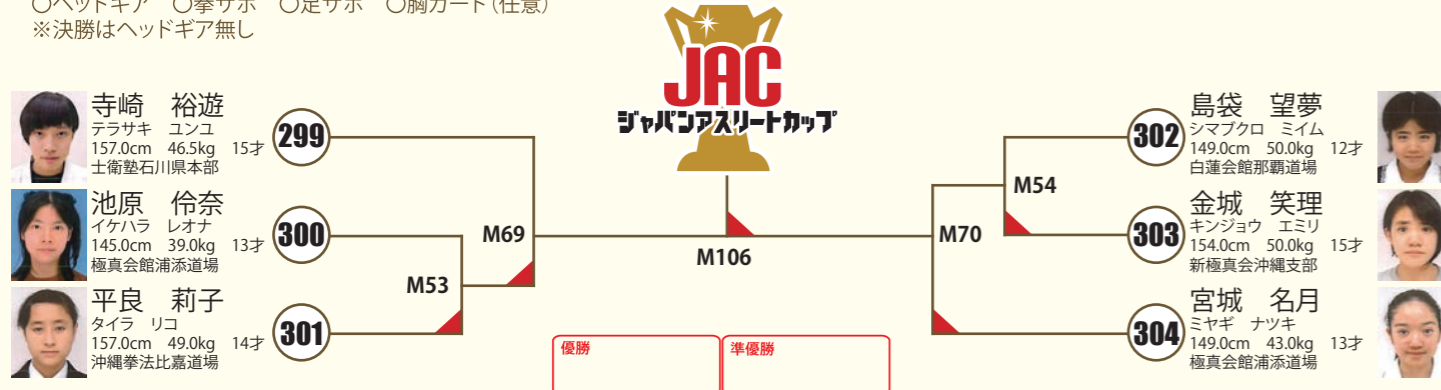 ○ヘッドギア　○拳サポ　○足サポ　○胸ガード（任意）
※決勝はヘッドギア無し
JAC
ジャパンアスリートカップ
寺崎　裕遊
テラサキ　ユンユ
157.0cm　46.5kg　15才
士衛塾石川県本部
299
池原　伶奈
イケハラ　レオナ
145.0cm　39.0kg　13才
極真会館浦添道場
300
平良　莉子
タイラ　リコ
157.0cm　49.0kg　14才
沖縄拳法比嘉道場
301
M69
M53
M106
M54
M70
302
島袋　望夢
シマブクロ　ミイム
149.0cm　50.0kg　12才
白蓮会館那覇道場
303
金城　笑理
キンジョウ　エミリ
154.0cm　50.0kg　15才
新極真会沖縄支部
304
宮城　名月
ミヤギ　ナツキ
149.0cm　43.0kg　13才
極真会館浦添道場
優勝
準優勝